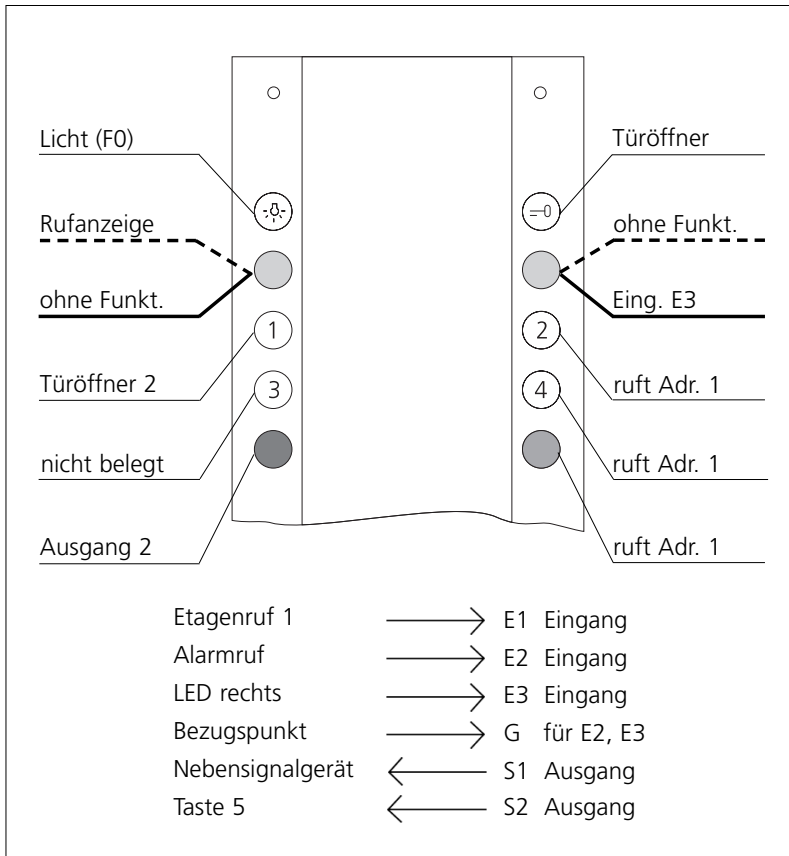 Licht (F0)
Türöffner
Rufanzeige
ohne Funkt.
ohne Funkt.
Eing. E3
1
2
Türöffner 2
ruft Adr. 1
3
4
nicht belegt
ruft Adr. 1
Ausgang 2
ruft Adr. 1
Etagenruf 1 E1 Eingang
Alarmruf E2 Eingang
LED rechts E3 Eingang
Bezugspunkt G für E2, E3
Nebensignalgerät S1 Ausgang
Taste 5 S2 Ausgang